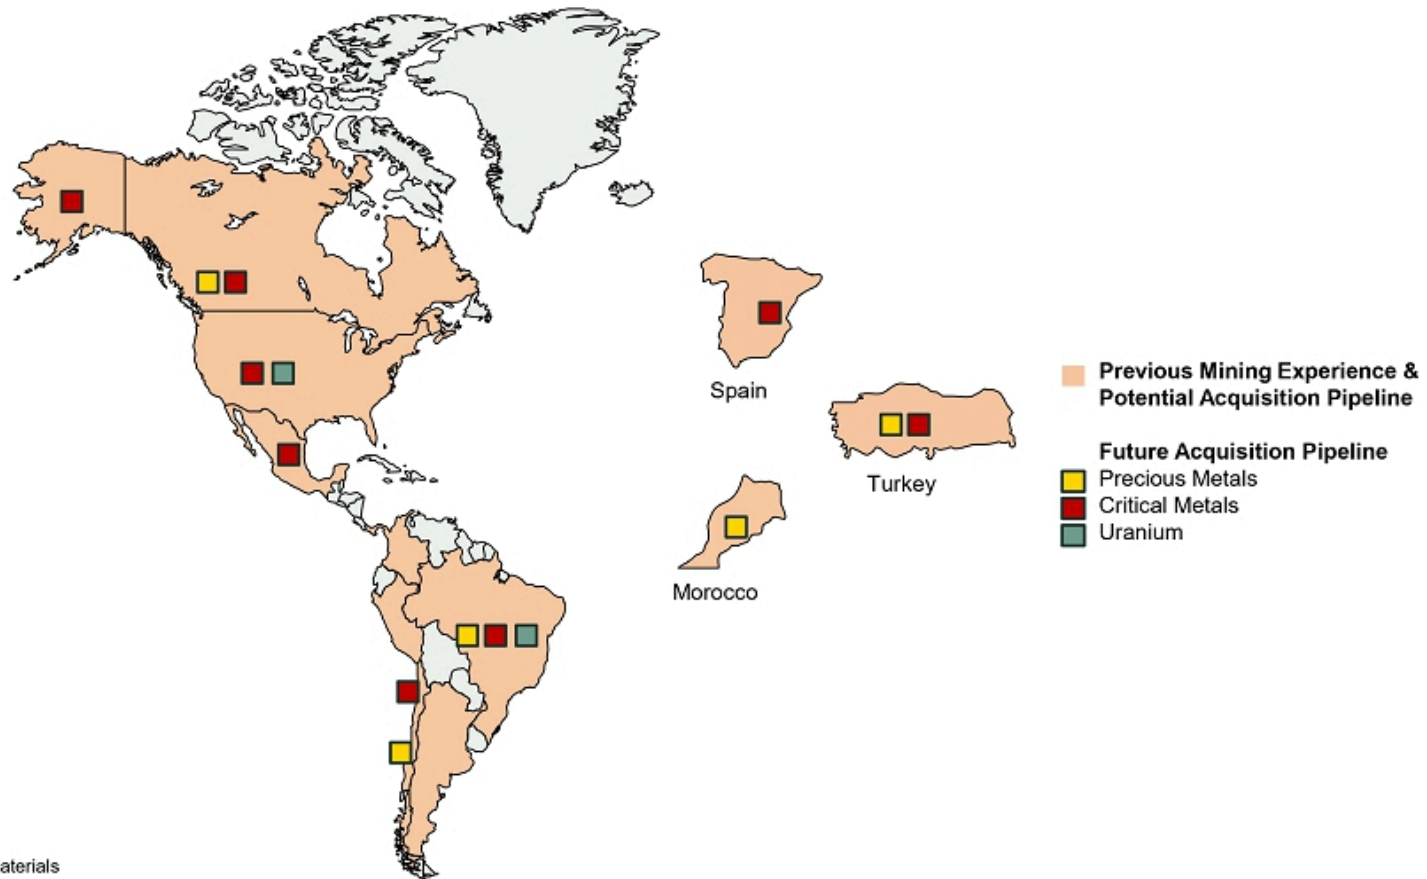 Spain
Turkey
Morocco
Previous Mining Experience &
Potential Acquisition Pipeline
Future Acquisition Pipeline
Precious Metals
Critical Metals
Uranium
aterials